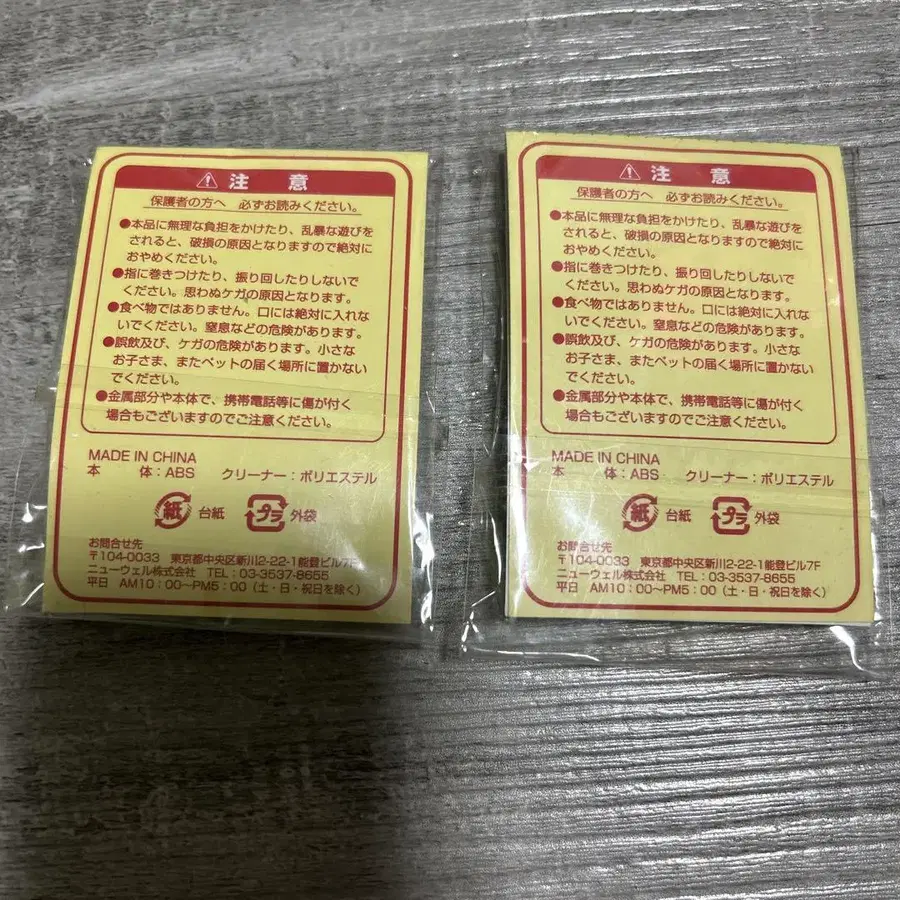 注 意
保護者の方へ 必ずお読みください。
●本品に無理な負担をかけたり、乱暴な遊びを
されると、破損の原因となりますので絶対に
おやめください。
●指に巻きつけたり、振り回したりしないで
ください。思わぬケガの原因となります。
●食べ物ではありません。口には絶対に入れな
いでください。窒息などの危険があります。
●誤飲及び、ケガの危険があります。小さな
お子さま、またペットの届く場所に置かない
でください。
●金属部分や本体で、携帯電話等に傷が付く
場合もございますのでご注意ください。
MADE IN CHINA
本 体：ABS クリーナー：ポリエステル
紙 台紙 プラ 外袋
お問合せ先
〒104-0033 東京都中央区新川2-22-1能登ビル7F
ニューウェル株式会社 TEL：03-3537-8655
平日 AM10：00〜PM5：00（土・日・祝日を除く）
注 意
保護者の方へ 必ずお読みください。
●本品に無理な負担をかけたり、乱暴な遊びを
されると、破損の原因となりますので絶対に
おやめください。
●指に巻きつけたり、振り回したりしないで
ください。思わぬケガの原因となります。
●食べ物ではありません。口には絶対に入れな
いでください。窒息などの危険があります。
●誤飲及び、ケガの危険があります。小さな
お子さま、またペットの届く場所に置かない
でください。
●金属部分や本体で、携帯電話等に傷が付く
場合もございますのでご注意ください。
MADE IN CHINA
本 体：ABS クリーナー：ポリエステル
紙 台紙 プラ 外袋
お問合せ先
〒104-0033 東京都中央区新川2-22-1能登ビル7F
ニューウェル株式会社 TEL：03-3537-8655
平日 AM10：00〜PM5：00（土・日・祝日を除く）